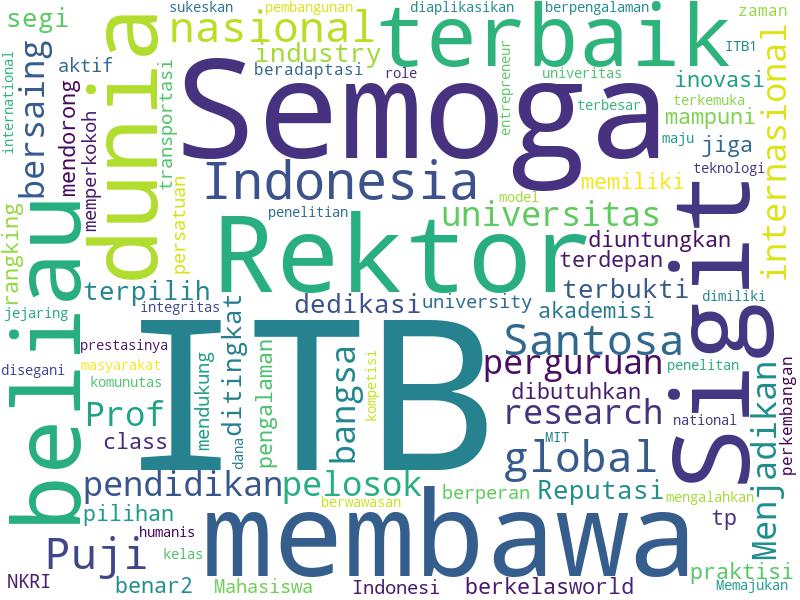 sukeskan
pembangunan
diaplikasikan
berpengalaman
zaman
segi
dunia
nasional
terbaik
ITB1
international
bersaing
aktif
transportasi
industry
beradaptasi
role
entrepreneur
univeritas
inovasi
internasional
mendorong
memperkokoh
Semoga
terbesar
terkemuka
mampuni
maju
jiga
teknologi
Indonesia
memiliki
model
persatuan
penelitian
universitas
Sigit
rangking
beliau
Rektor
diuntungkan
terdepan
terpilih
integritas
dedikasi
university
terbukti
dimiliki
akademisi
jejaring
prestasinya
ITB
ditingkat
Santosa
disegani
masyarakat
komunutas
mendukung
pengalaman
bangsa
kompetisi
perguruan
penelitan
Menjadikan
perkembangan
Prof
class
dana
dibutuhkan
research
national
MIT
global
pendidikan
pelosok
berperan
Reputasi
mengalahkan
pilihan
berwawasan
tp
humanis
membawa
Puji
kelas
praktisi
NKRI
benar2
Mahasiswa
Indonesi
berkelasworld
Memajukan